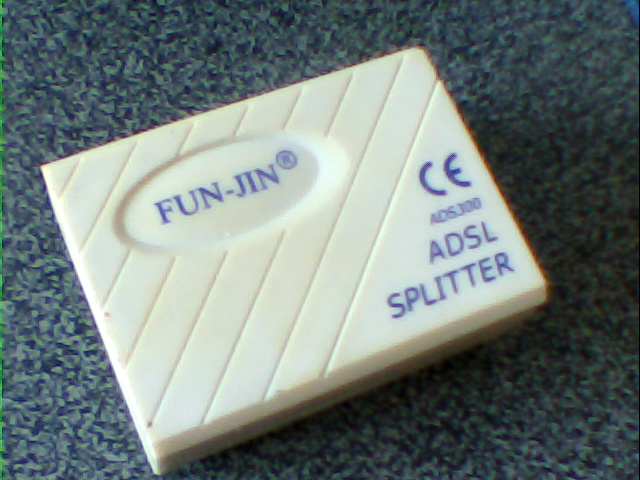 FUN-JIN®
CE
ADS300
ADSL
SPLITTER